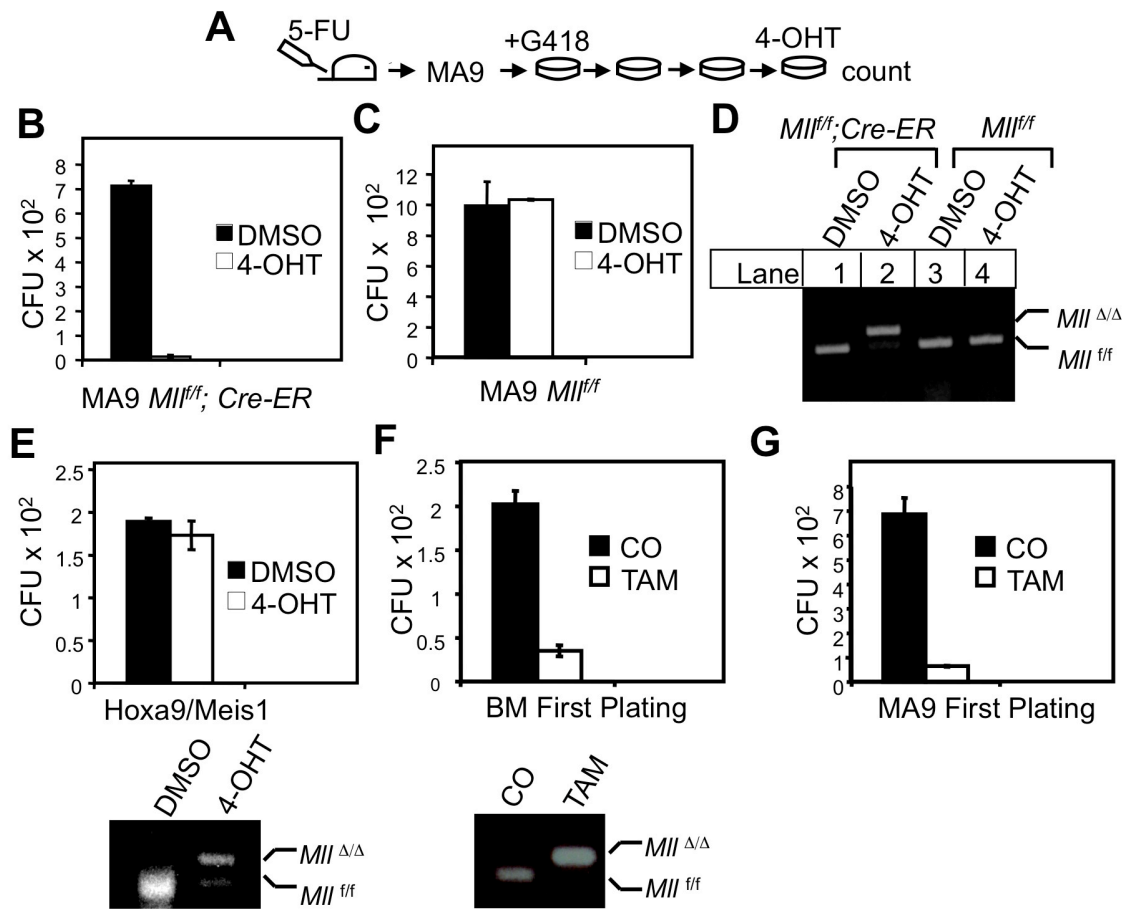 A
5-FU
MA9
+G418
4-OHT
count
B
CFU x 10²
8
7
6
5
4
3
2
1
0
DMSO
4-OHT
MA9 Mll^f/f; Cre-ER
C
CFU x 10²
12
10
8
6
4
2
0
DMSO
4-OHT
MA9 Mll^f/f
D
Mll^f/f;Cre-ER
Mll^f/f
DMSO
4-OHT
DMSO
4-OHT
Lane 1 2 3 4
Mll Δ/Δ
Mll f/f
E
CFU x 10²
2.5
2
1.5
1
0.5
0
DMSO
4-OHT
Hoxa9/Meis1
DMSO
4-OHT
Mll Δ/Δ
Mll f/f
F
CFU x 10²
2.5
2
1.5
1
0.5
0
CO
TAM
BM First Plating
CO
TAM
Mll Δ/Δ
Mll f/f
G
CFU x 10²
8
7
6
5
4
3
2
1
0
CO
TAM
MA9 First Plating